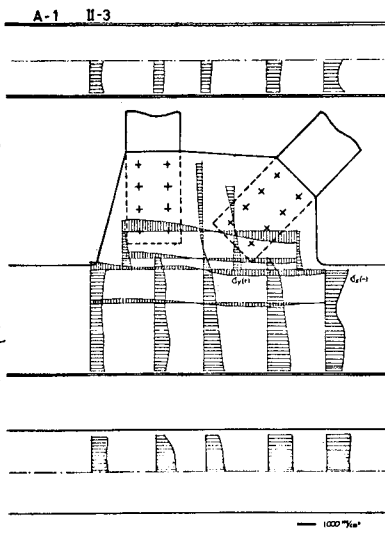 A-1 II-3
σy(+)
σx(-)
1000 kg/cm²